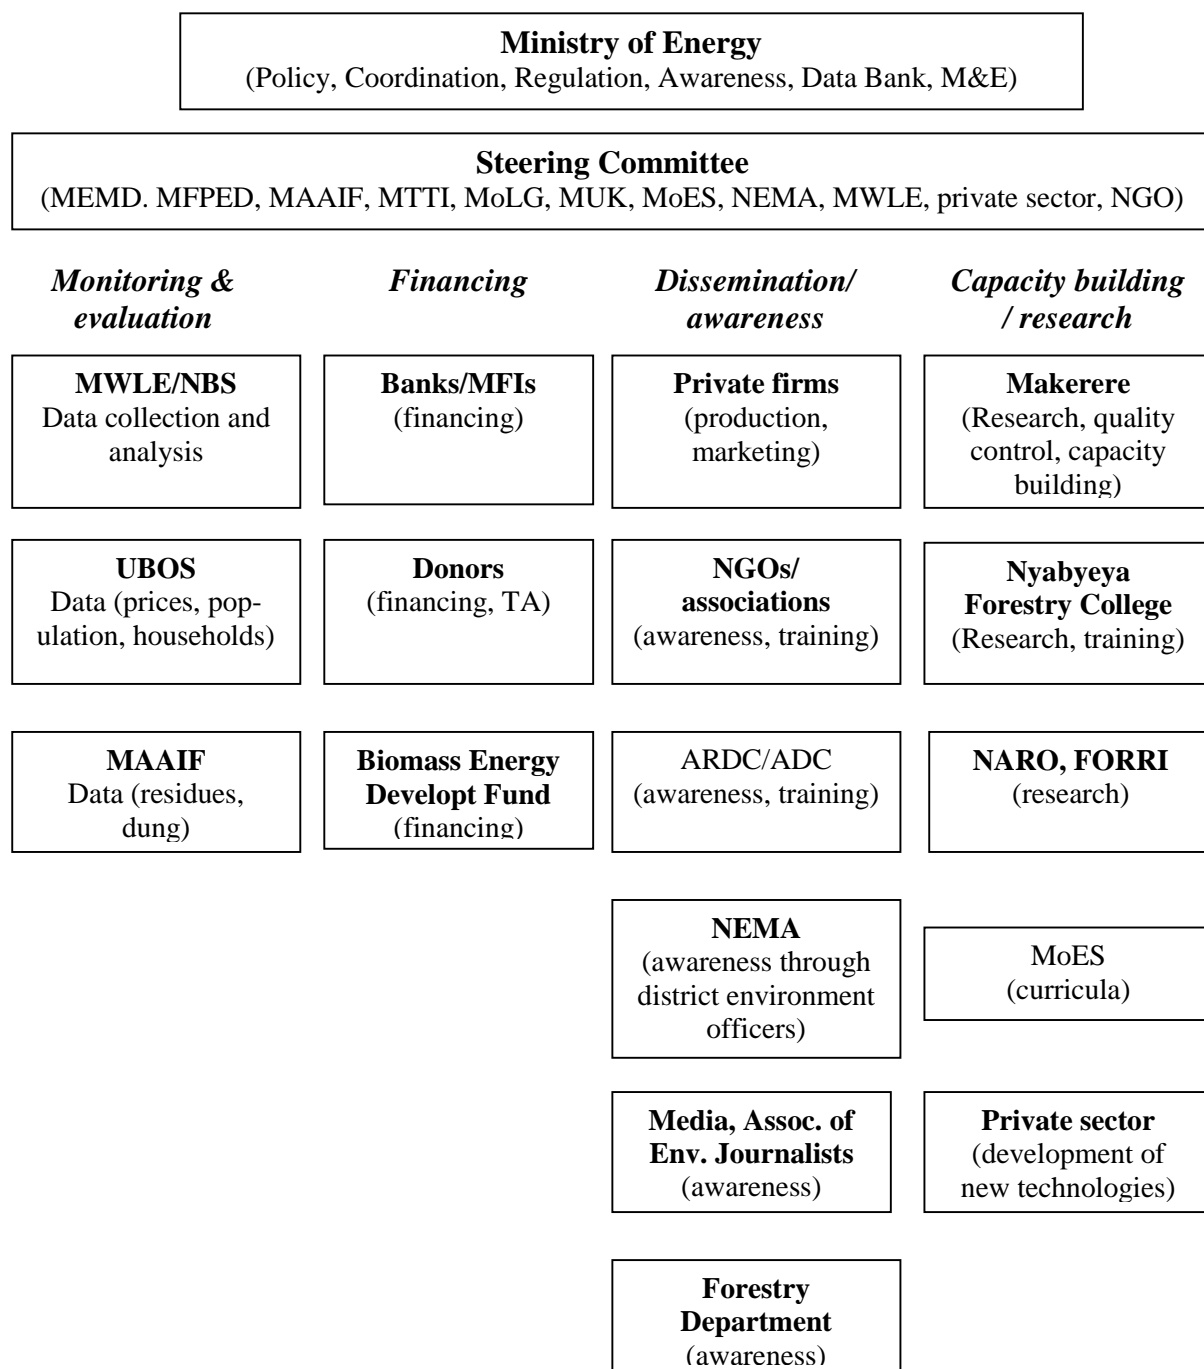 Ministry of Energy
(Policy, Coordination, Regulation, Awareness, Data Bank, M&E)
Steering Committee
(MEMD. MFPED, MAAIF, MTTI, MoLG, MUK, MoES, NEMA, MWLE, private sector, NGO)
Monitoring &
evaluation
Financing
Dissemination/
awareness
Capacity building
/ research
MWLE/NBS
Data collection and
analysis
Banks/MFIs
(financing)
Private firms
(production,
marketing)
Makerere
(Research, quality
control, capacity
building)
UBOS
Data (prices, pop-
ulation, households)
Donors
(financing, TA)
NGOs/
associations
(awareness, training)
Nyabyeya
Forestry College
(Research, training)
MAAIF
Data (residues,
dung)
Biomass Energy
Developt Fund
(financing)
ARDC/ADC
(awareness, training)
NARO, FORRI
(research)
NEMA
(awareness through
district environment
officers)
MoES
(curricula)
Media, Assoc. of
Env. Journalists
(awareness)
Private sector
(development of
new technologies)
Forestry
Department
(awareness)